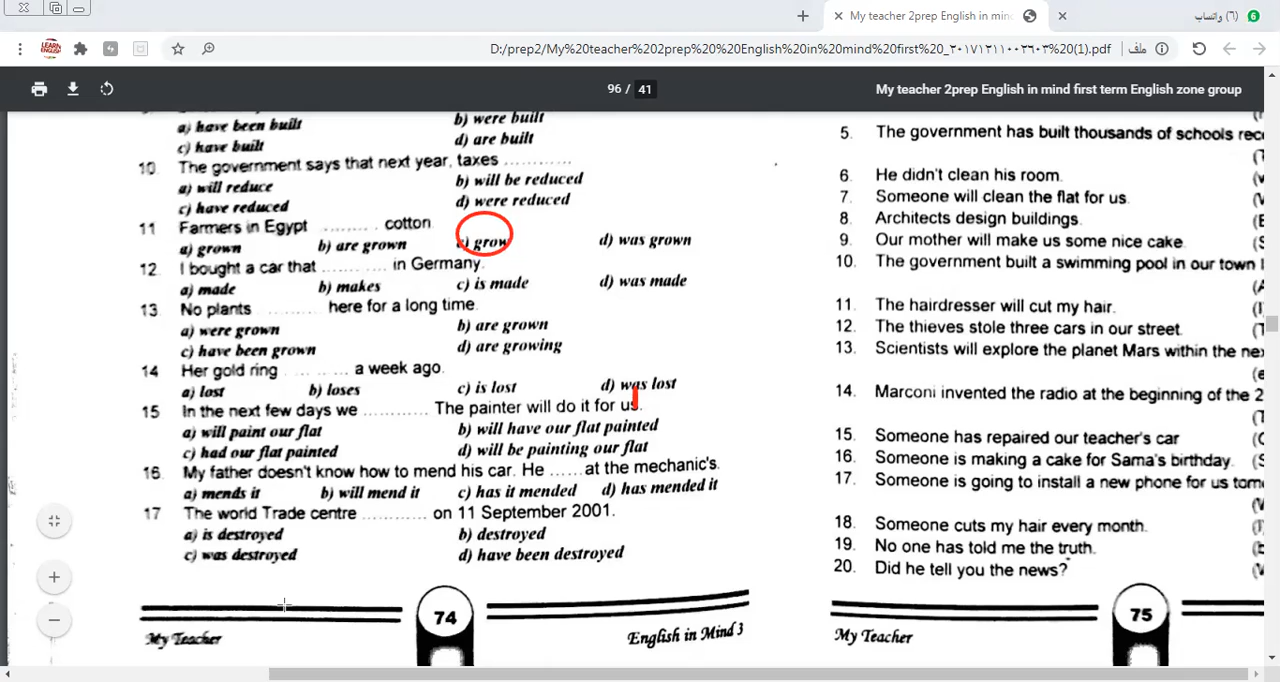 My teacher 2prep English in mind
(٦) واتساب
6
D:/prep2/My%20teacher%202prep%20%20English%20in%20mind%20first%20_٢٠١٧١٢١١٠٠٢٦٠٣%20(1).pdf
ملف
96 / 41
My teacher 2prep English in mind first term English zone group
a) have been built
b) were built
c) have built
d) are built
10. The government says that next year, taxes .............
a) will reduce
b) will be reduced
c) have reduced
d) were reduced
11 Farmers in Egypt ......... cotton
a) grown b) are grown c) grow d) was grown
12. I bought a car that ............ in Germany.
a) made b) makes c) is made d) was made
13. No plants ............ here for a long time.
a) were grown b) are grown
c) have been grown d) are growing
14 Her gold ring ............ a week ago.
a) lost b) loses c) is lost d) was lost
15 In the next few days we ............ The painter will do it for us.
a) will paint our flat b) will have our flat painted
c) had our flat painted d) will be painting our flat
16. My father doesn't know how to mend his car. He ...... at the mechanic's.
a) mends it b) will mend it c) has it mended d) has mended it
17 The world Trade centre ............ on 11 September 2001.
a) is destroyed b) destroyed
c) was destroyed d) have been destroyed
74
My Teacher
English in Mind 3
5. The government has built thousands of schools
6. He didn't clean his room.
7. Someone will clean the flat for us.
8. Architects design buildings.
9. Our mother will make us some nice cake.
10. The government built a swimming pool in our town
11. The hairdresser will cut my hair.
12. The thieves stole three cars in our street.
13. Scientists will explore the planet Mars within the
14. Marconi invented the radio at the beginning of the 2
15. Someone has repaired our teacher's car
16. Someone is making a cake for Sama's birthday.
17. Someone is going to install a new phone for us
18. Someone cuts my hair every month.
19. No one has told me the truth.
20. Did he tell you the news?
75
My Teacher